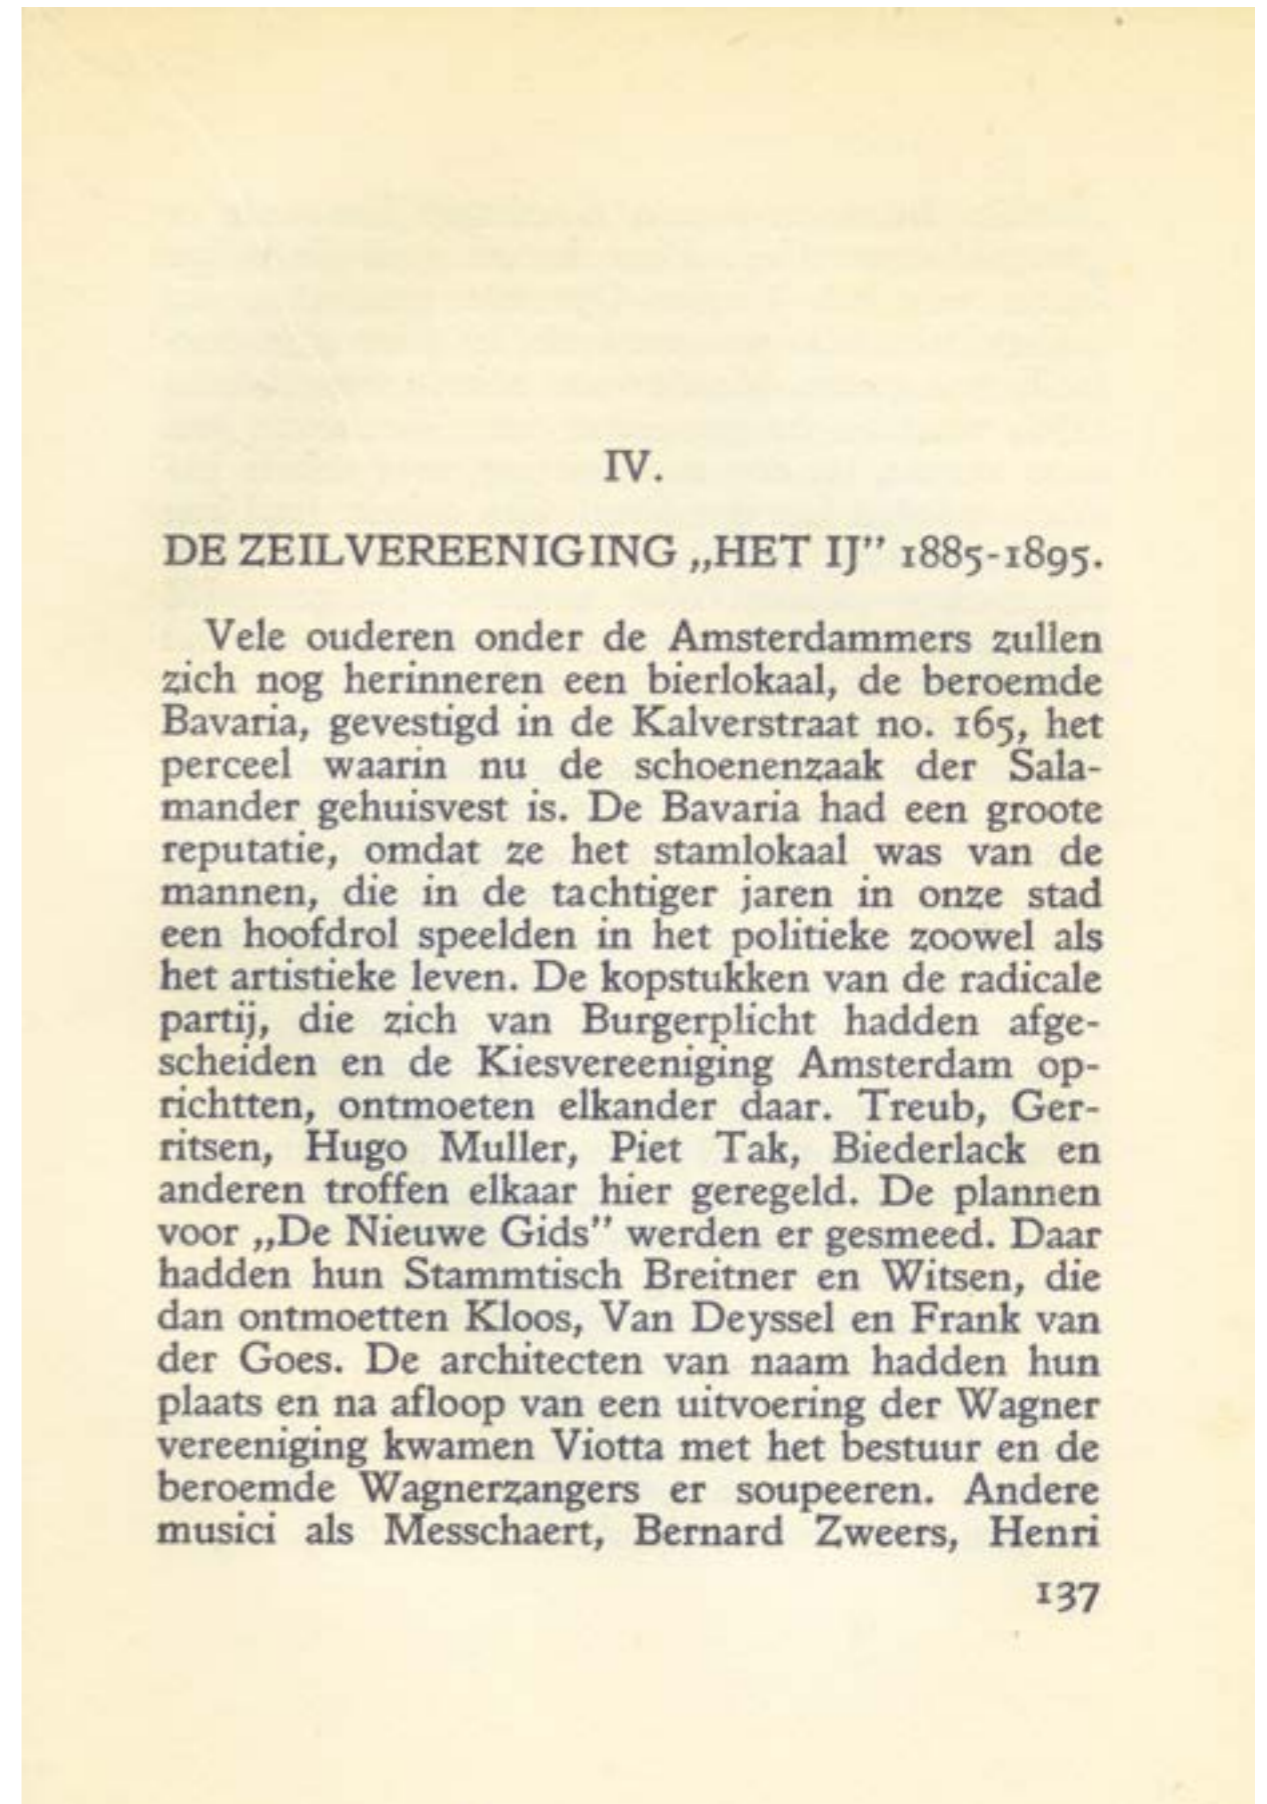 IV.
DE ZEILVEREENIGING „HET IJ” 1885-1895.
Vele ouderen onder de Amsterdammers zullen
zich nog herinneren een bierlokaal, de beroemde
Bavaria, gevestigd in de Kalverstraat no. 165, het
perceel waarin nu de schoenenzaak der Sala-
mander gehuisvest is. De Bavaria had een groote
reputatie, omdat ze het stamlokaal was van de
mannen, die in de tachtiger jaren in onze stad
een hoofdrol speelden in het politieke zoowel als
het artistieke leven. De kopstukken van de radicale
partij, die zich van Burgerplicht hadden afge-
scheiden en de Kiesvereeniging Amsterdam op-
richtten, ontmoeten elkander daar. Treub, Ger-
ritsen, Hugo Muller, Piet Tak, Biederlack en
anderen troffen elkaar hier geregeld. De plannen
voor „De Nieuwe Gids” werden er gesmeed. Daar
hadden hun Stammtisch Breitner en Witsen, die
dan ontmoetten Kloos, Van Deyssel en Frank van
der Goes. De architecten van naam hadden hun
plaats en na afloop van een uitvoering der Wagner
vereeniging kwamen Viotta met het bestuur en de
beroemde Wagnerzangers er soupeeren. Andere
musici als Messchaert, Bernard Zweers, Henri
137